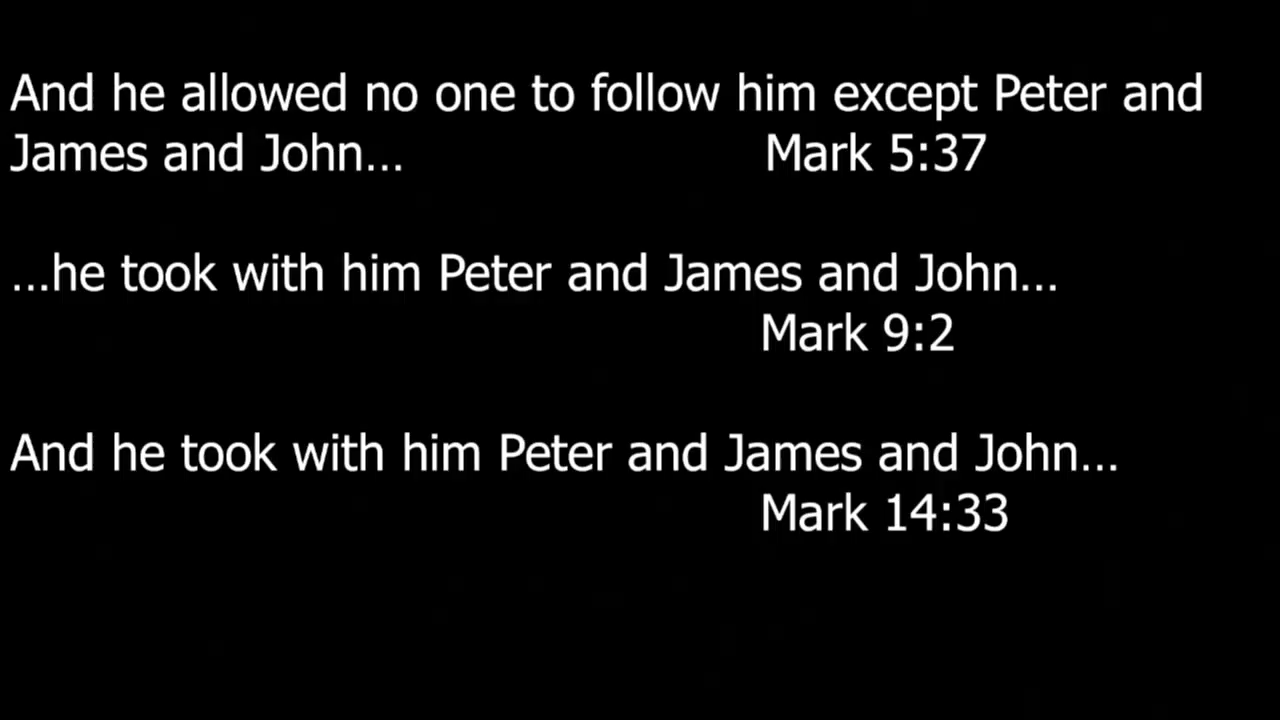 And he allowed no one to follow him except Peter and
James and John... Mark 5:37
...he took with him Peter and James and John...
Mark 9:2
And he took with him Peter and James and John...
Mark 14:33